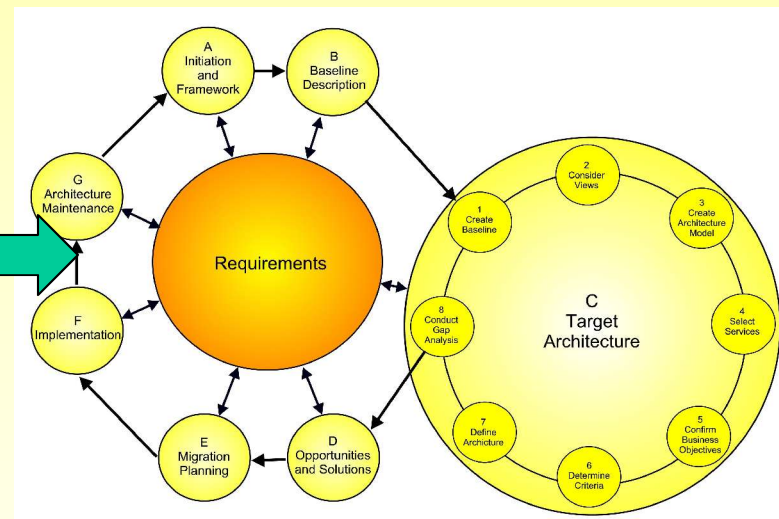 A
Initiation
and
Framework
B
Baseline
Description
G
Architecture
Maintenance
Requirements
F
Implementation
E
Migration
Planning
D
Opportunities
and Solutions
C
Target
Architecture
1
Create
Baseline
2
Consider
Views
3
Create
Architecture
Model
4
Select
Services
5
Confirm
Business
Objectives
6
Determine
Criteria
7
Define
Archicture
8
Conduct
Gap
Analysis